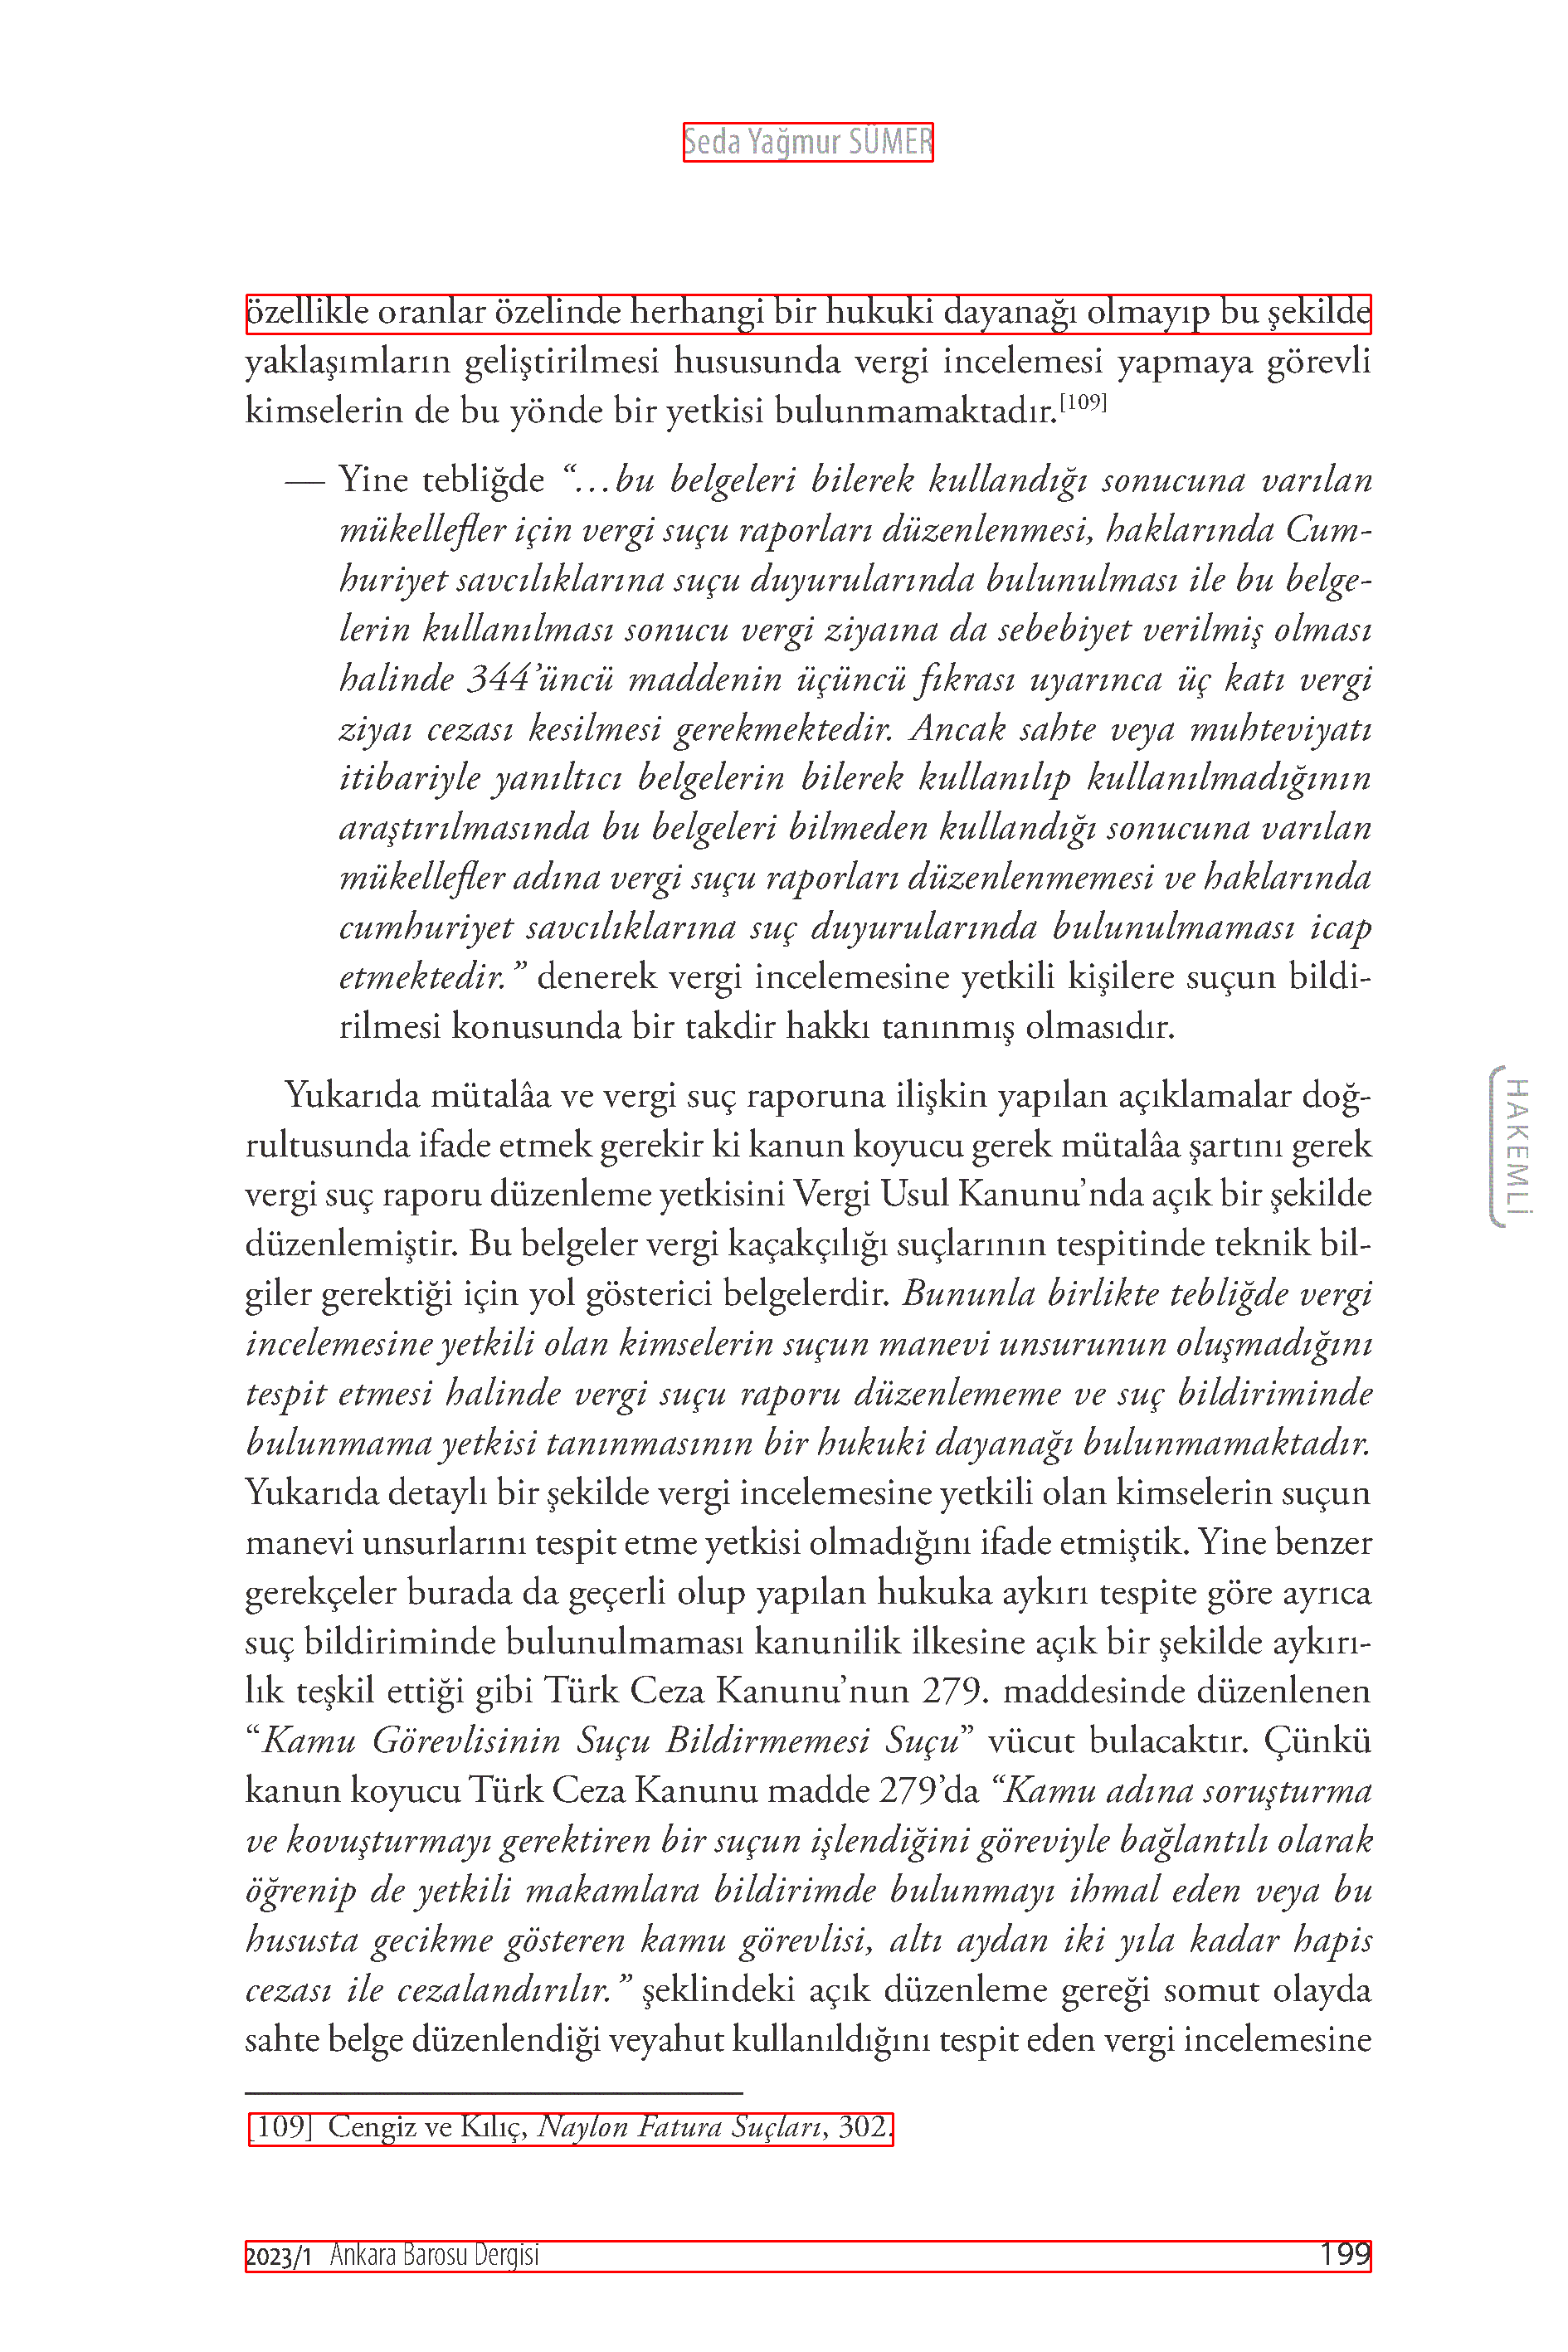 Seda Yağmur SÜMER
özellikle oranlar özelinde herhangi bir hukuki dayanağı olmayıp bu şekilde
yaklaşımların geliştirilmesi hususunda vergi incelemesi yapmaya görevli
kimselerin de bu yönde bir yetkisi bulunmamaktadır.[109]
— Yine tebliğde “…bu belgeleri bilerek kullandığı sonucuna varılan
mükellefler için vergi suçu raporları düzenlenmesi, haklarında Cum-
huriyet savcılıklarına suçu duyurularında bulunulması ile bu belge-
lerin kullanılması sonucu vergi ziyaına da sebebiyet verilmiş olması
halinde 344’üncü maddenin üçüncü fıkrası uyarınca üç katı vergi
ziyaı cezası kesilmesi gerekmektedir. Ancak sahte veya muhteviyatı
itibariyle yanıltıcı belgelerin bilerek kullanılıp kullanılmadığının
araştırılmasında bu belgeleri bilmeden kullandığı sonucuna varılan
mükellefler adına vergi suçu raporları düzenlenmemesi ve haklarında
cumhuriyet savcılıklarına suç duyurularında bulunulmaması icap
etmektedir.” denerek vergi incelemesine yetkili kişilere suçun bildi-
rilmesi konusunda bir takdir hakkı tanınmış olmasıdır.
Yukarıda mütalâa ve vergi suç raporuna ilişkin yapılan açıklamalar doğ-
rultusunda ifade etmek gerekir ki kanun koyucu gerek mütalâa şartını gerek
vergi suç raporu düzenleme yetkisini Vergi Usul Kanunu’nda açık bir şekilde
düzenlemiştir. Bu belgeler vergi kaçakçılığı suçlarının tespitinde teknik bil-
giler gerektiği için yol gösterici belgelerdir. Bununla birlikte tebliğde vergi
incelemesine yetkili olan kimselerin suçun manevi unsurunun oluşmadığını
tespit etmesi halinde vergi suçu raporu düzenlememe ve suç bildiriminde
bulunmama yetkisi tanınmasının bir hukuki dayanağı bulunmamaktadır.
Yukarıda detaylı bir şekilde vergi incelemesine yetkili olan kimselerin suçun
manevi unsurlarını tespit etme yetkisi olmadığını ifade etmiştik. Yine benzer
gerekçeler burada da geçerli olup yapılan hukuka aykırı tespite göre ayrıca
suç bildiriminde bulunulmaması kanunilik ilkesine açık bir şekilde aykırı-
lık teşkil ettiği gibi Türk Ceza Kanunu’nun 279. maddesinde düzenlenen
“Kamu Görevlisinin Suçu Bildirmemesi Suçu” vücut bulacaktır. Çünkü
kanun koyucu Türk Ceza Kanunu madde 279’da “Kamu adına soruşturma
ve kovuşturmayı gerektiren bir suçun işlendiğini göreviyle bağlantılı olarak
öğrenip de yetkili makamlara bildirimde bulunmayı ihmal eden veya bu
hususta gecikme gösteren kamu görevlisi, altı aydan iki yıla kadar hapis
cezası ile cezalandırılır.” şeklindeki açık düzenleme gereği somut olayda
sahte belge düzenlendiği veyahut kullanıldığını tespit eden vergi incelemesine
[109] Cengiz ve Kılıç, Naylon Fatura Suçları, 302.
2023/1 Ankara Barosu Dergisi 199
HAKEMLİ